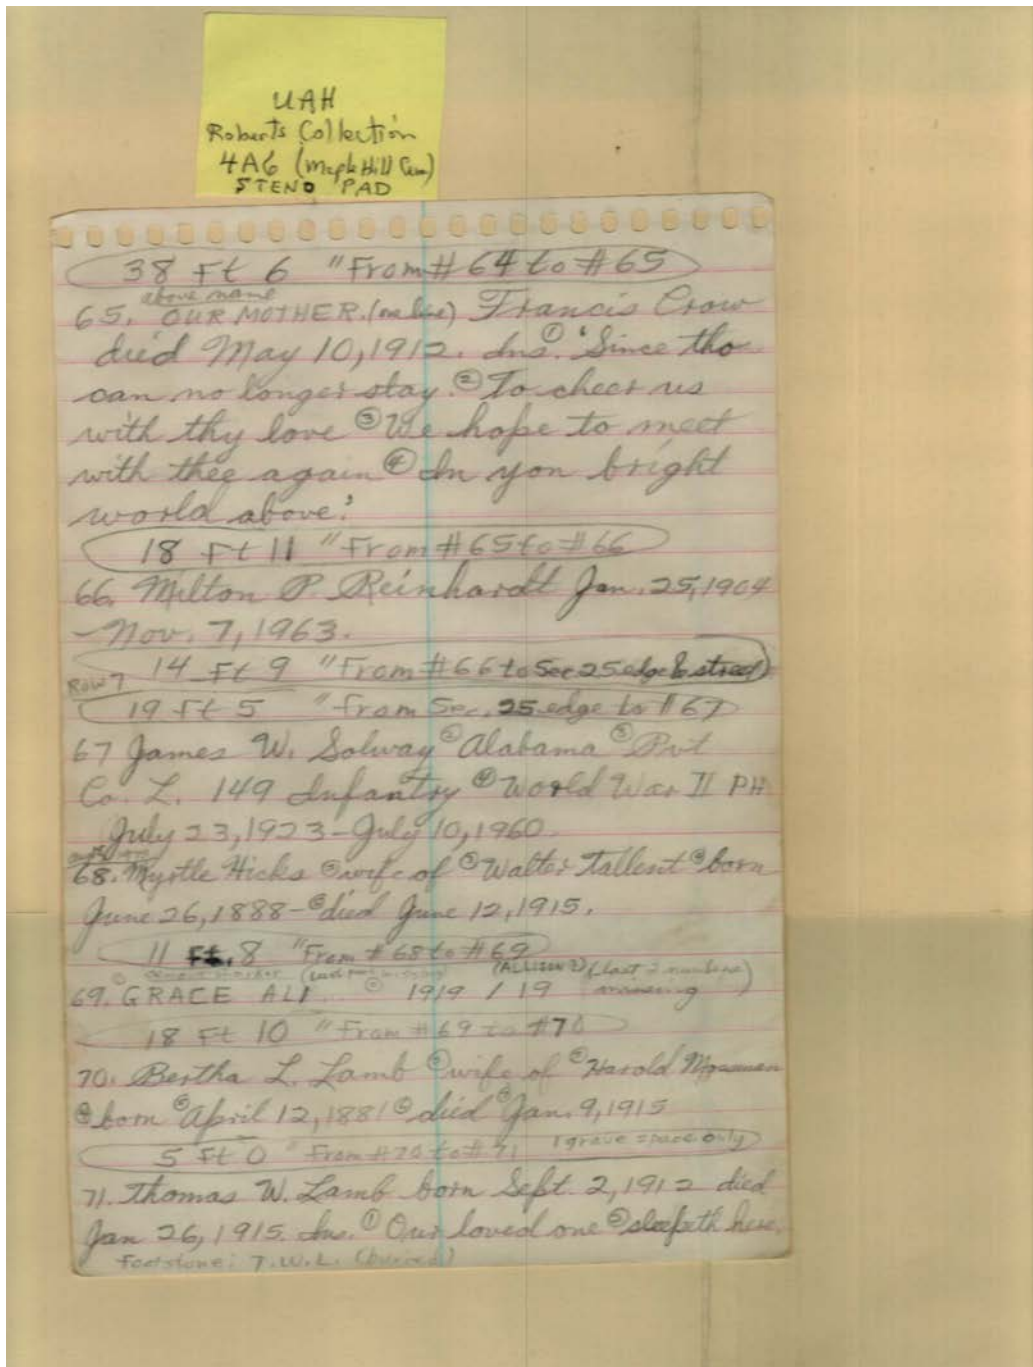 UAH
Roberts Collection
4A6 (Maple Hill Cem)
STENO PAD
38 Ft 6 "From #64 to #65
above name
65. OUR MOTHER. (one line) Francis Crow
died May 10, 1912. Ins. ① 'Since tho
can no longer stay. ② To cheer us
with thy love ③ We hope to meet
with thee again ④ In yon bright
world above.'
18 Ft 11 "From #65 to #66
66. Milton P. Reinhardt Jan. 25, 1904
- Nov. 7, 1963.
14 Ft 9 "From #66 to Sec 25 edge & street
Row 7
19 Ft 5 "From Sec. 25 edge to #67
67 James W. Solway ② Alabama ③ Pvt
Co. L. 149 Infantry ④ World War II PH
July 23, 1923 - July 10, 1960
68. Myrtle Hicks ② wife of ③ Walter Tallent ④ born
June 26, 1888 - died June 12, 1915.
11 Ft. 8 "From #68 to #69
(Last part missing) (ALLISON?) (last 2 numbers
69. GRACE ALI ② 1919 / 19 missing)
18 Ft 10 "From #69 to #70
70. Bertha L. Lamb ② wife of ③ Harold
④ born ⑤ April 12, 1881 ⑥ died Jan. 9, 1915
5 Ft 0 "From #70 to #71 1 grave space only
71. Thomas W. Lamb born Sept. 2, 1912 died
Jan 26, 1915. Ins. ① Our loved one ② sleepeth here.
Footstone: T.W.L. (buried)